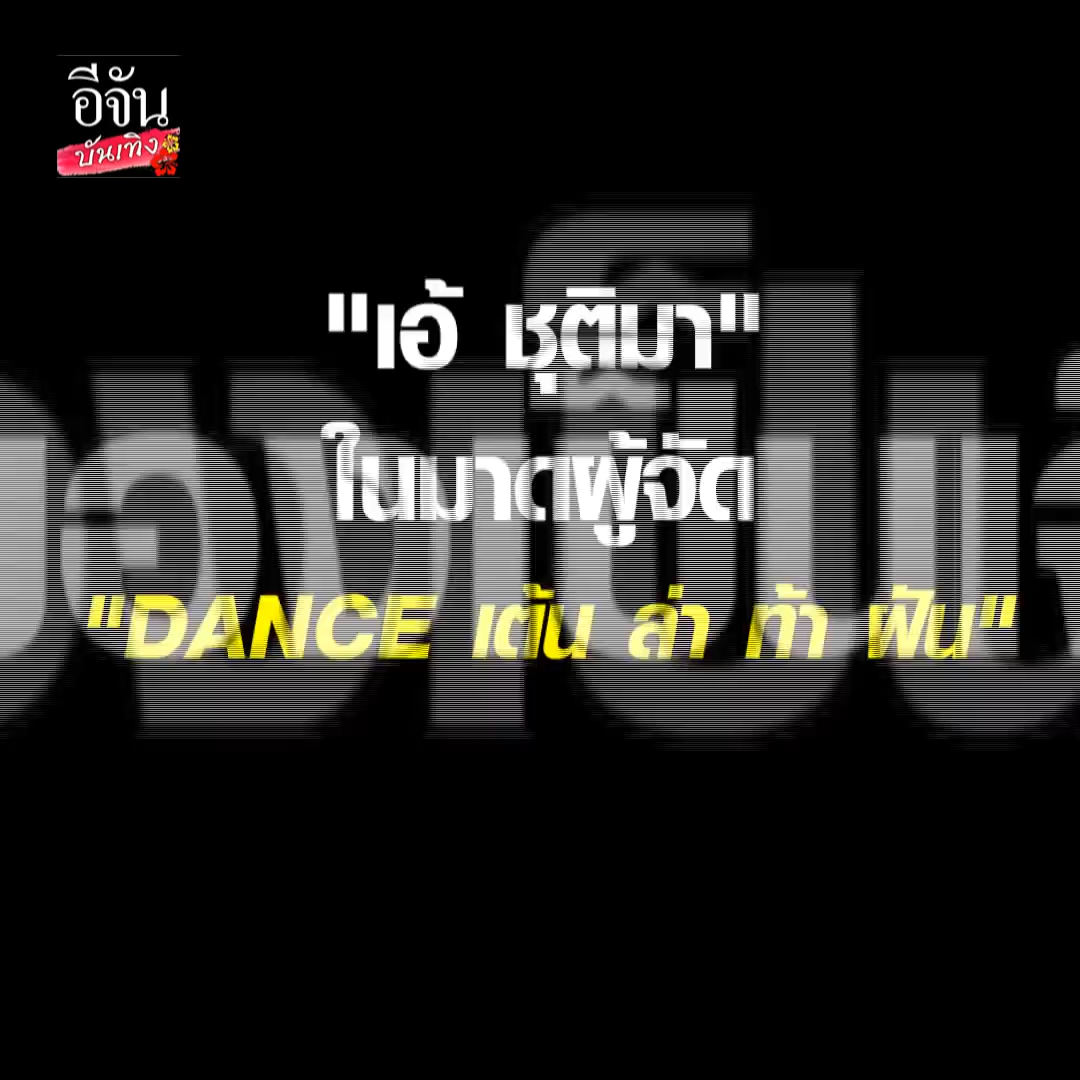 อีจัน
บันเทิง
"เอ้ ชุติมา"
ในมาดผู้จัด
"DANCE เต้น ล่า ท้า ฝัน"